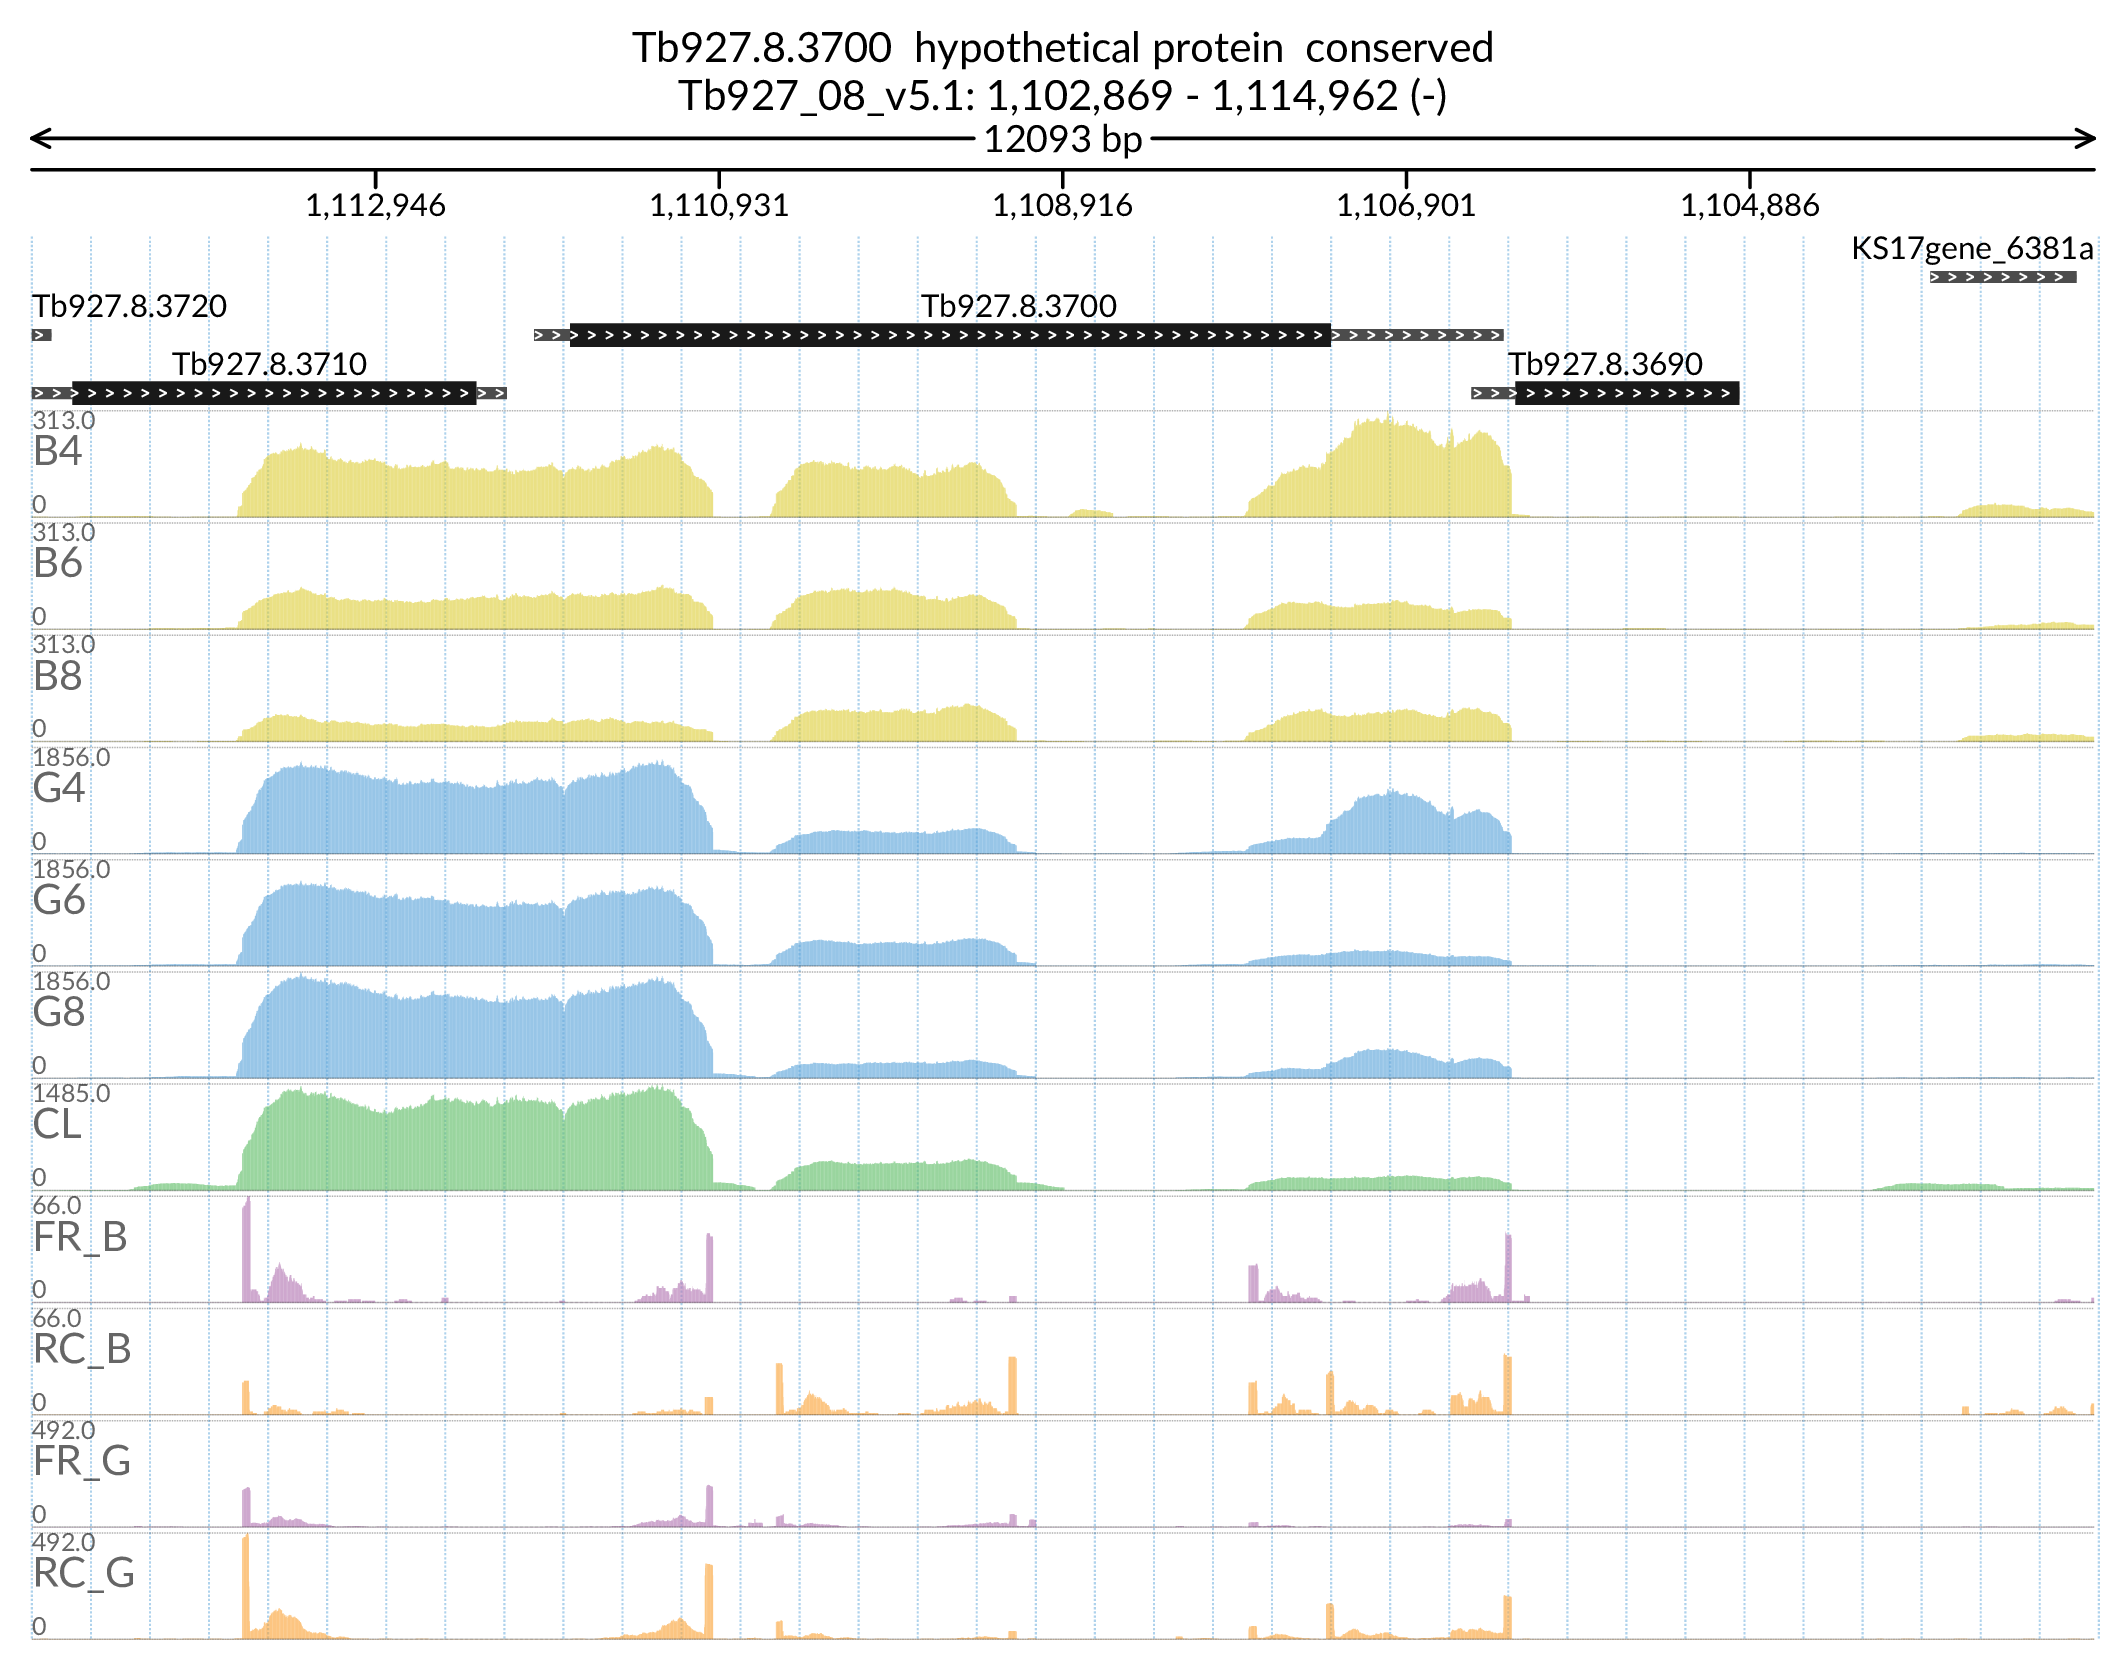 Tb927.8.3700  hypothetical protein  conserved
Tb927_08_v5.1: 1,102,869 - 1,114,962 (-)
12093 bp
1,112,946 1,110,931 1,108,916 1,106,901 1,104,886
KS17gene_6381a
Tb927.8.3720 Tb927.8.3700
Tb927.8.3710 Tb927.8.3690
313.0
B4
0
313.0
B6
0
313.0
B8
0
1856.0
G4
0
1856.0
G6
0
1856.0
G8
0
1485.0
CL
0
66.0
FR_B
0
66.0
RC_B
0
492.0
FR_G
0
492.0
RC_G
0